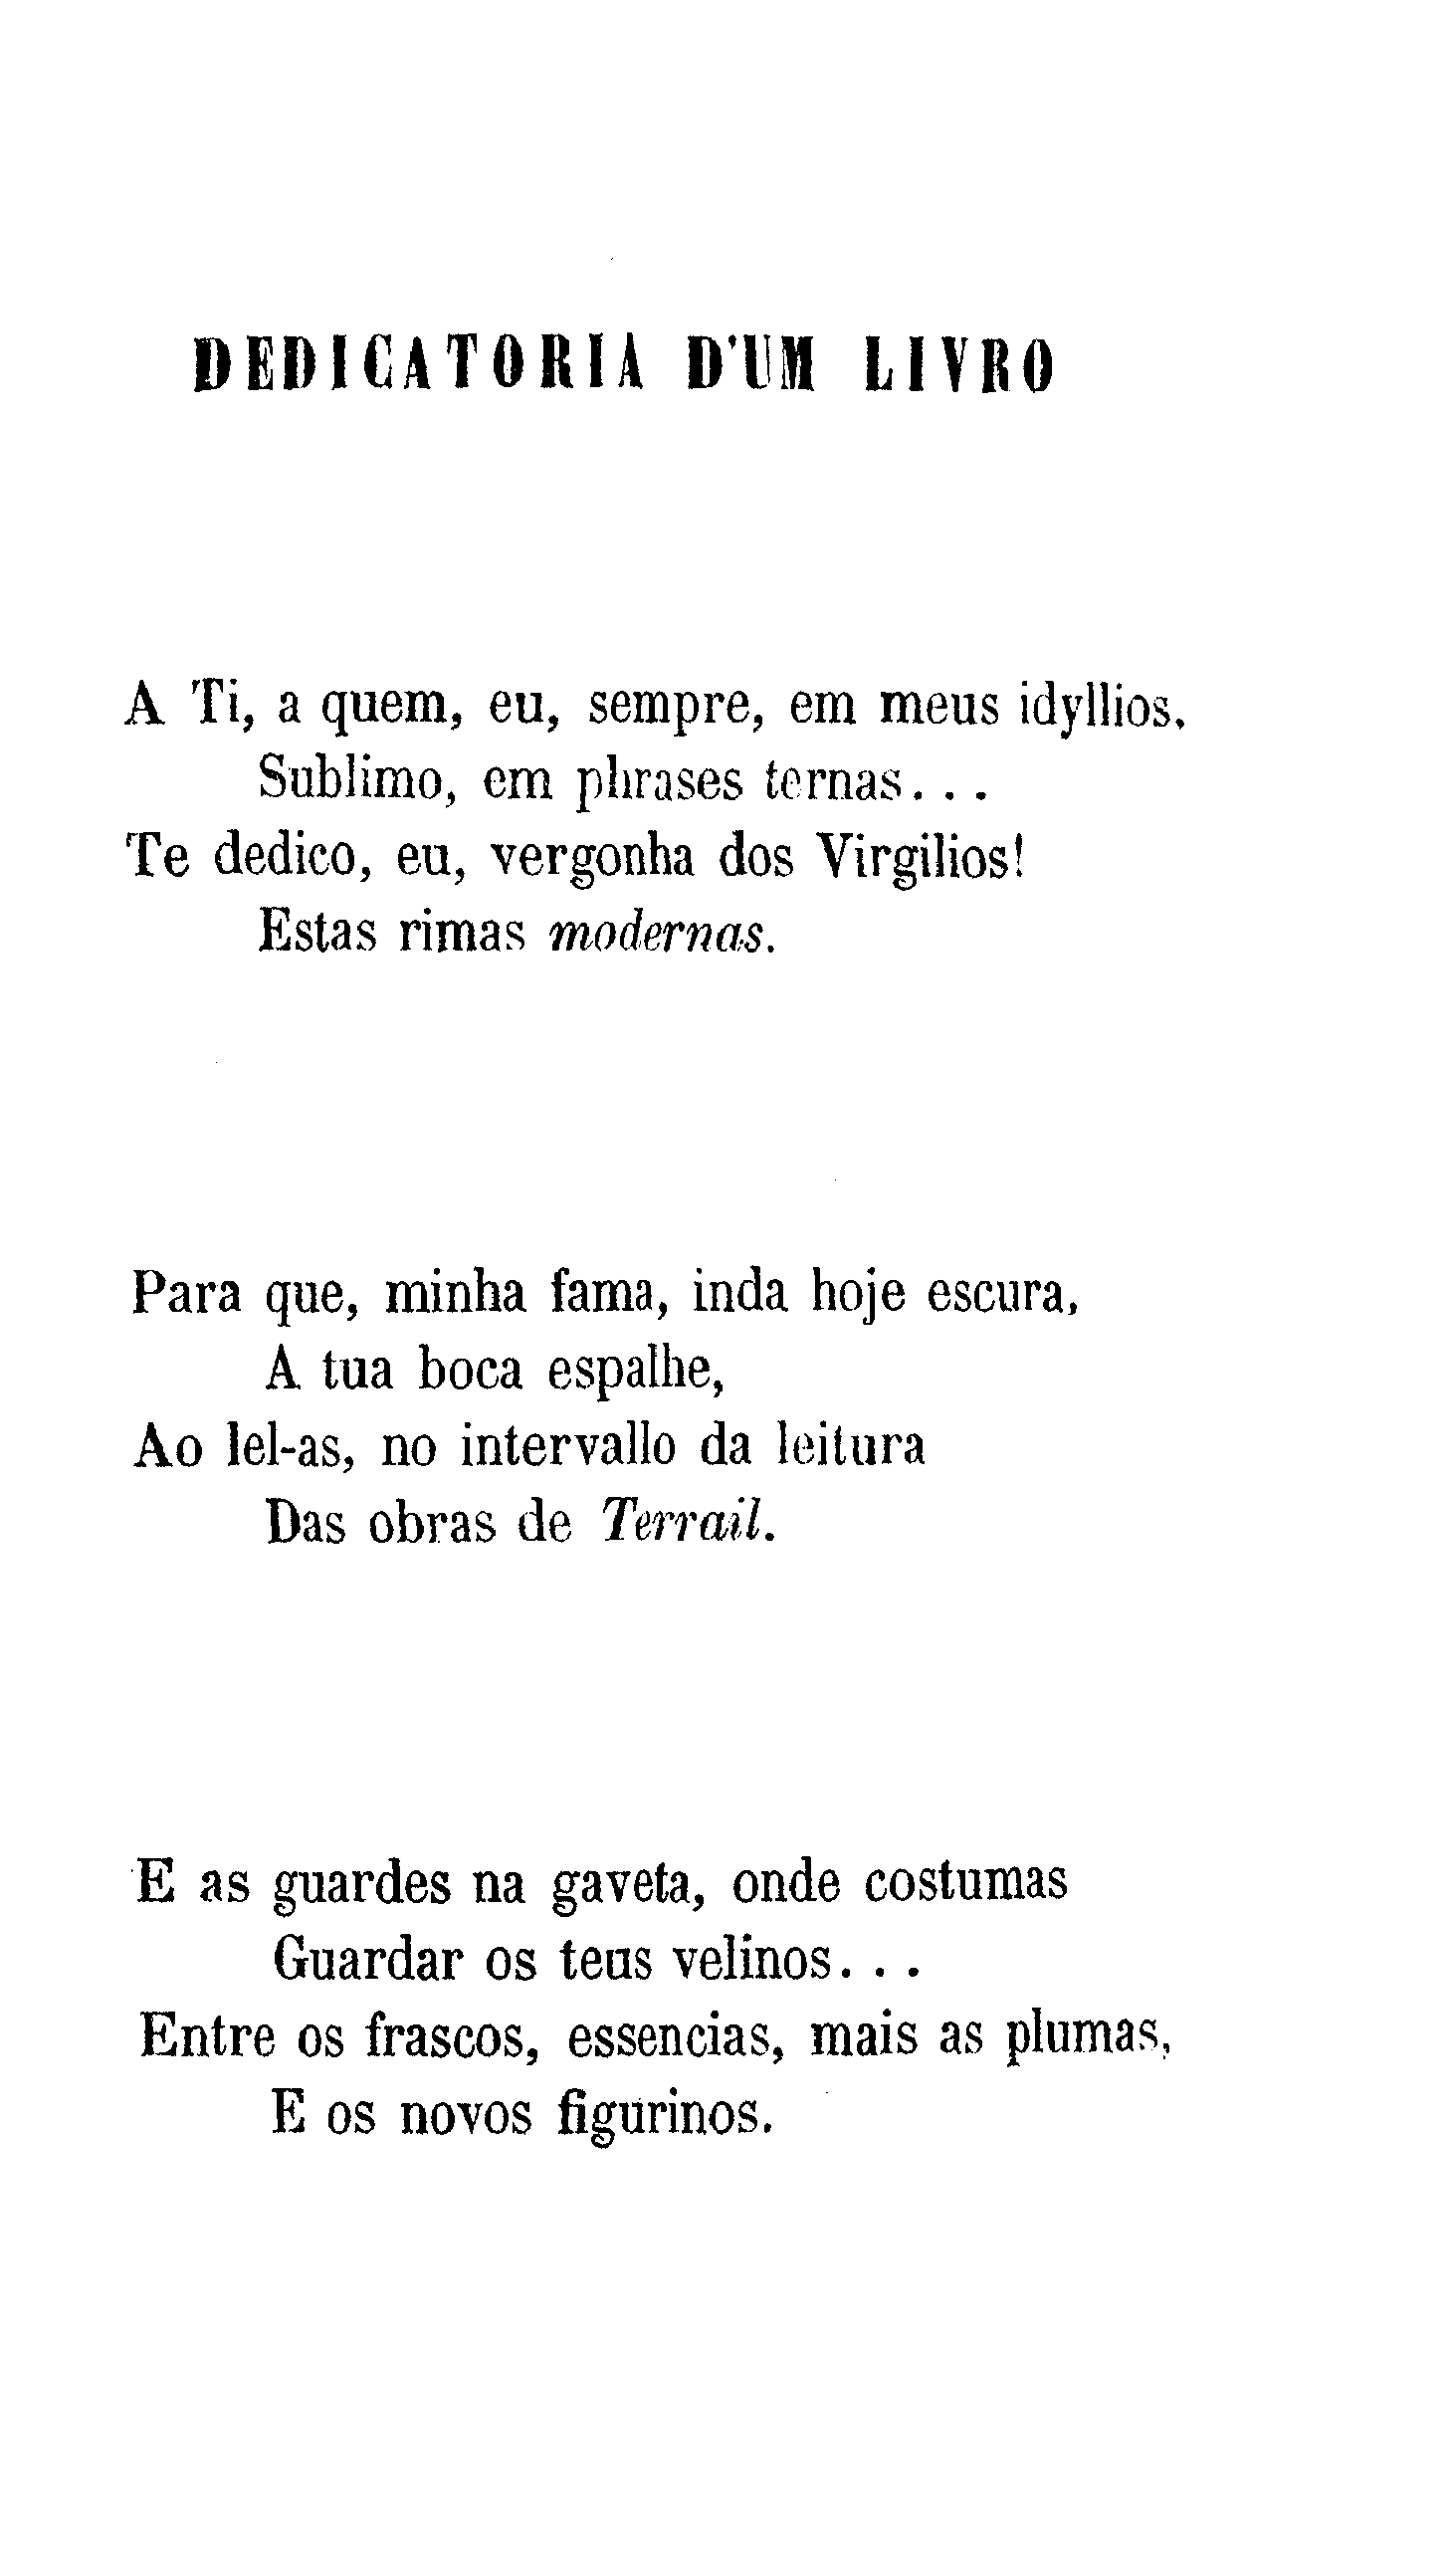 DEDICATORIA D'UM LIVRO
A Ti, a quem, eu, sempre, em meus idyllios,
Sublimo, em phrases ternas...
Te dedico, eu, vergonha dos Virgilios!
Estas rimas modernas.
Para que, minha fama, inda hoje escura,
A tua boca espalhe,
Ao lel-as, no intervallo da leitura
Das obras de Terrail.
E as guardes na gaveta, onde costumas
Guardar os teus velinos...
Entre os frascos, essencias, mais as plumas,
E os novos figurinos.